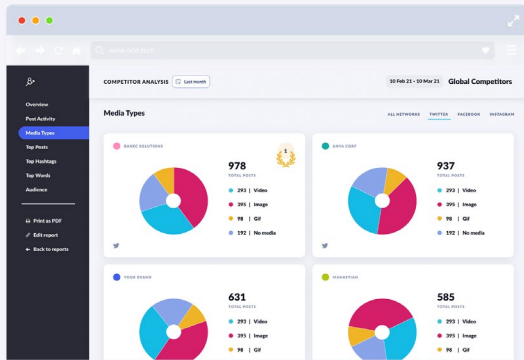 COMPETITOR ANALYSIS
Last month
10 Feb 21 - 10 Mar 21
Global Competitors
Overview
Post Activity
Media Types
Top Posts
Top Hashtags
Top Words
Audience
Print as PDF
Edit report
Back to reports
Media Types
ALL NETWORKS
TWITTER
FACEBOOK
INSTAGRAM
RANEC SOLUTIONS
1
978
TOTAL POSTS
293 | Video
395 | Image
98 | Gif
192 | No media
ANYA CORP
937
TOTAL POSTS
293 | Video
395 | Image
98 | Gif
192 | No media
YOUR BRAND
631
TOTAL POSTS
293 | Video
395 | Image
98 | Gif
585
TOTAL POSTS
293 | Video
395 | Image
98 | Gif